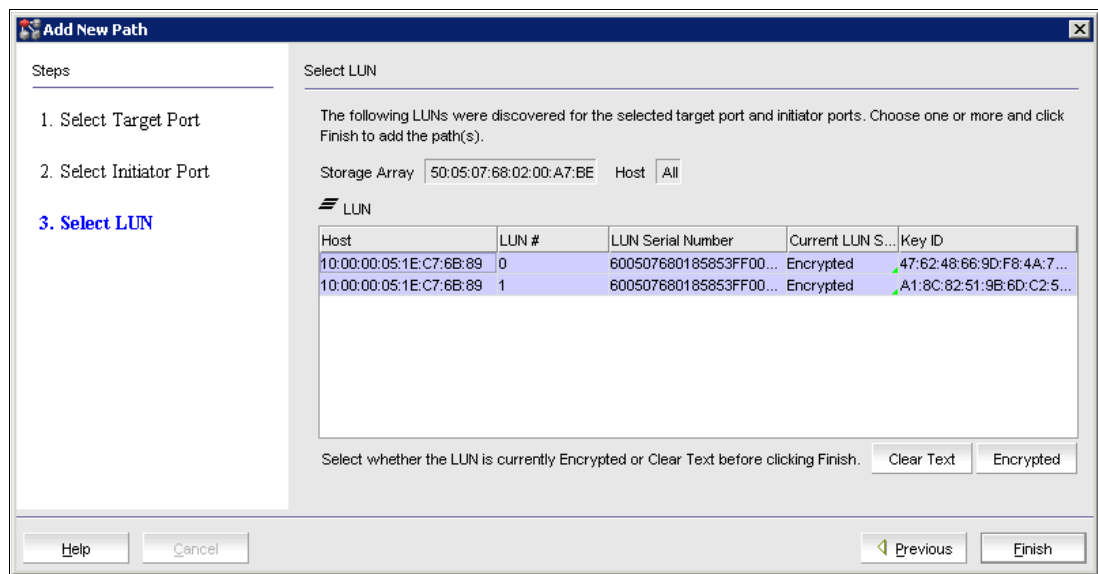 Add New Path
Steps
1. Select Target Port
2. Select Initiator Port
3. Select LUN
Select LUN
The following LUNs were discovered for the selected target port and initiator ports. Choose one or more and click
Finish to add the path(s).
Storage Array 50:05:07:68:02:00:A7:BE Host All
LUN
Host LUN # LUN Serial Number Current LUN S... Key ID
10:00:00:05:1E:C7:6B:89 0 600507680185853FF00... Encrypted 47:62:48:66:9D:F8:4A:7...
10:00:00:05:1E:C7:6B:89 1 600507680185853FF00... Encrypted A1:8C:82:51:9B:6D:C2:5...
Select whether the LUN is currently Encrypted or Clear Text before clicking Finish. Clear Text Encrypted
Help Cancel Previous Finish